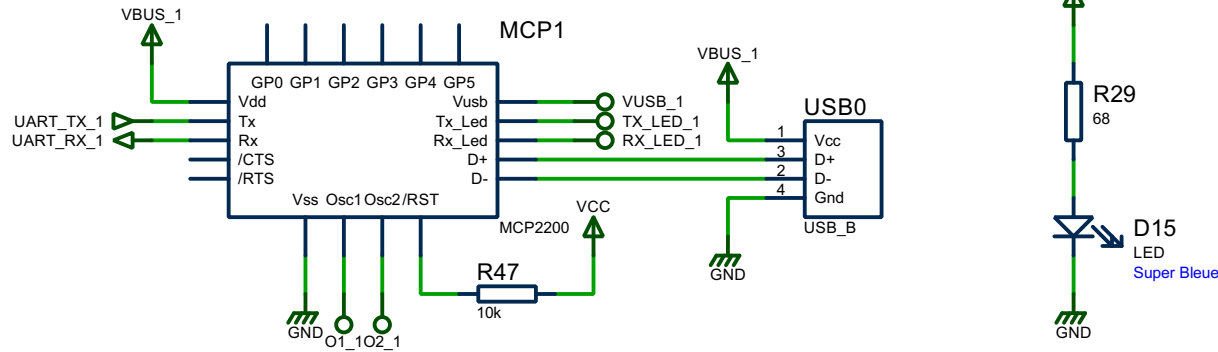 VBUS_1
MCP1
GP0 GP1 GP2 GP3 GP4 GP5
Vdd
Tx
Rx
/CTS
/RTS
Vusb
Tx_Led
Rx_Led
D+
D-
Vss Osc1 Osc2 /RST
MCP2200
UART_TX_1
UART_RX_1
VUSB_1
TX_LED_1
RX_LED_1
GND
O1_1
O2_1
R47
10k
VCC
VBUS_1
USB0
1
3
2
4
Vcc
D+
D-
Gnd
USB_B
GND
R29
68
D15
LED
Super Bleue
GND